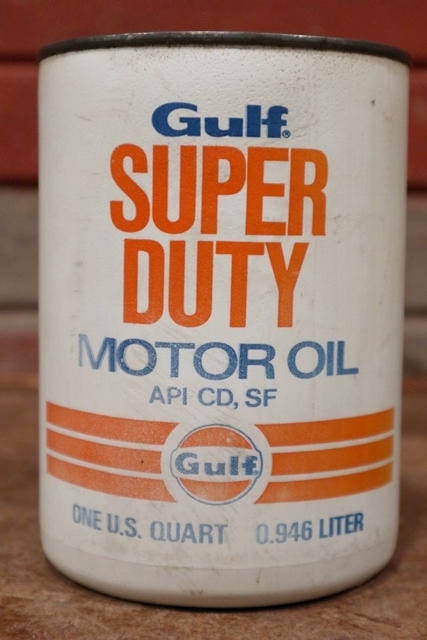 Gulf®
SUPER
DUTY
MOTOR OIL
API CD, SF
Gulf
ONE U.S. QUART 0.946 LITER